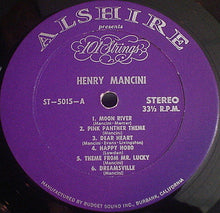 ALSHIRE
presents
101 Strings
HENRY MANCINI
ST-5015-A
STEREO
33⅓ R.P.M.
1. MOON RIVER
(Mancini-Mercer)
2. PINK PANTHER THEME
(Mancini)
3. DEAR HEART
(Mancini-Evans-Livingston)
4. HAPPY HOBO
(Lowden)
5. THEME FROM MR. LUCKY
(Mancini)
6. DREAMSVILLE
(Mancini)
MANUFACTURED BY BUDGET SOUND INC., BURBANK, CALIFORNIA